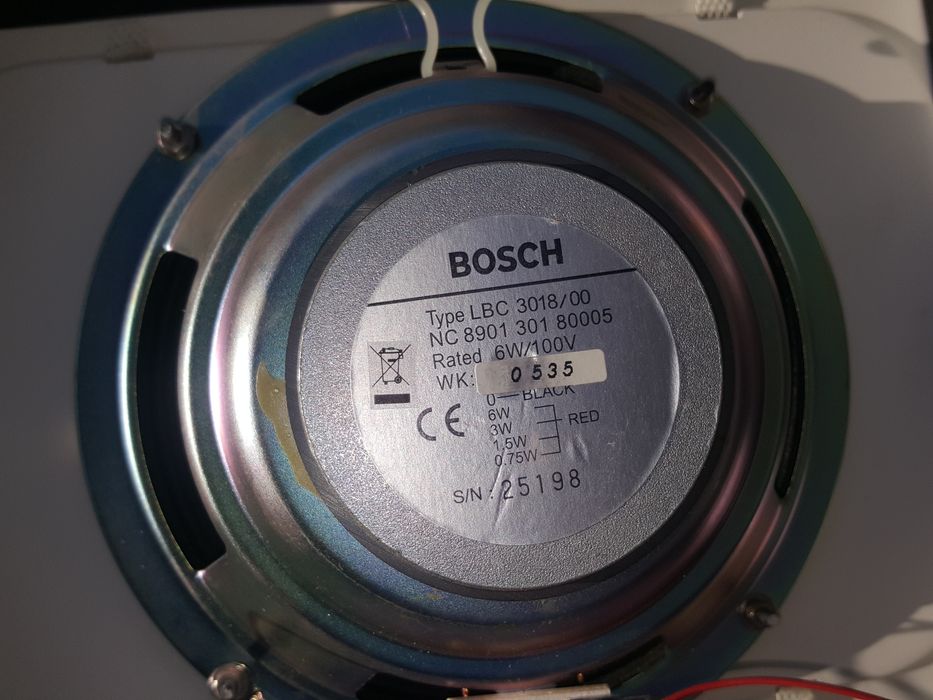 BOSCH
Type LBC 3018/00
NC 8901 301 80005
Rated 6W/100V
WK: 0535
0 BLACK
6W
3W RED
1.5W
0.75W
CE
S/N : 25198